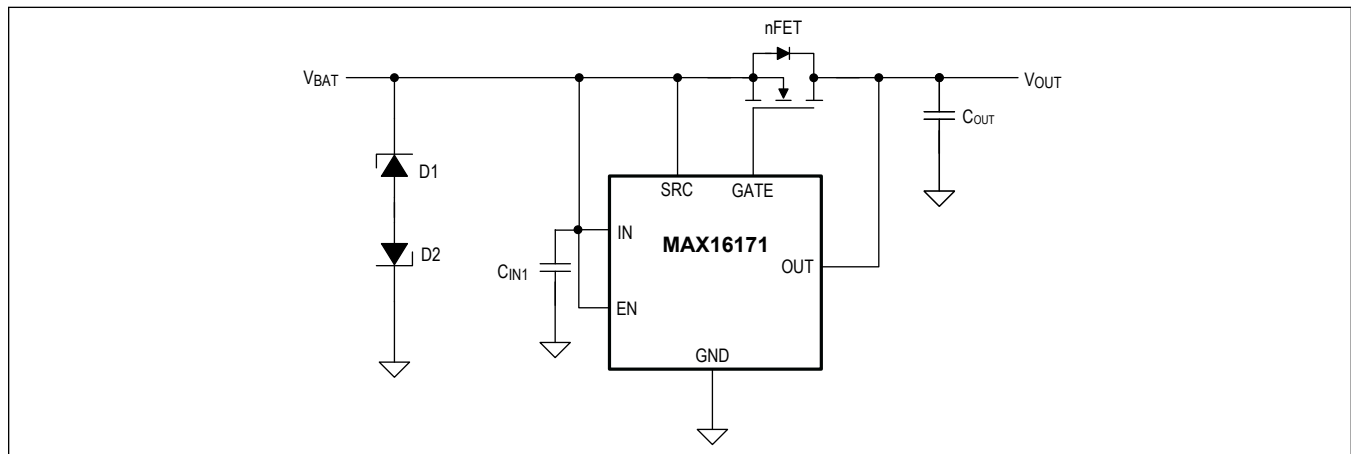 nFET
VBAT
VOUT
COUT
D1
SRC
GATE
IN
MAX16171
D2
CIN1
OUT
EN
GND